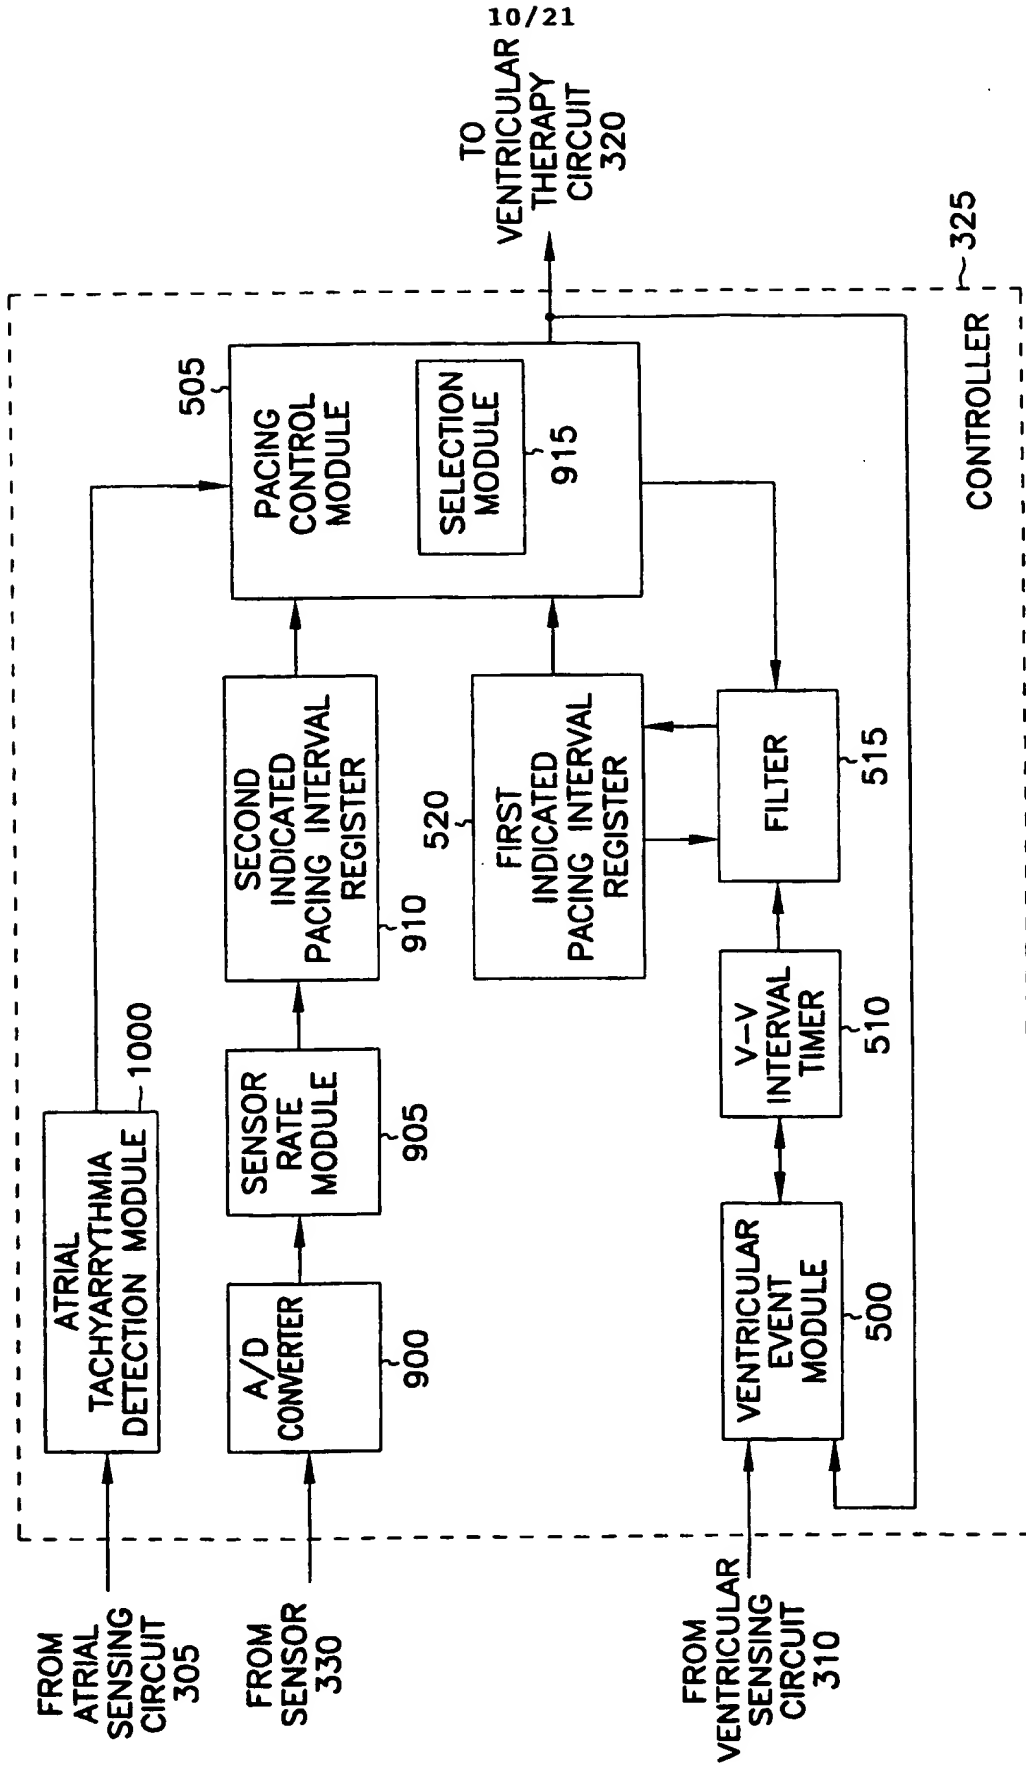 10/21
FROM
ATRIAL
SENSING
CIRCUIT
305
ATRIAL
TACHYARRYTHMIA
DETECTION MODULE
1000
FROM
SENSOR
330
A/D
CONVERTER
900
SENSOR
RATE
MODULE
905
SECOND
INDICATED
PACING INTERVAL
REGISTER
910
505
PACING
CONTROL
MODULE
SELECTION
MODULE
915
TO
VENTRICULAR
THERAPY
CIRCUIT
320
520
FIRST
INDICATED
PACING INTERVAL
REGISTER
FROM
VENTRICULAR
SENSING
CIRCUIT
310
VENTRICULAR
EVENT
MODULE
500
V-V
INTERVAL
TIMER
510
FILTER
515
CONTROLLER
325